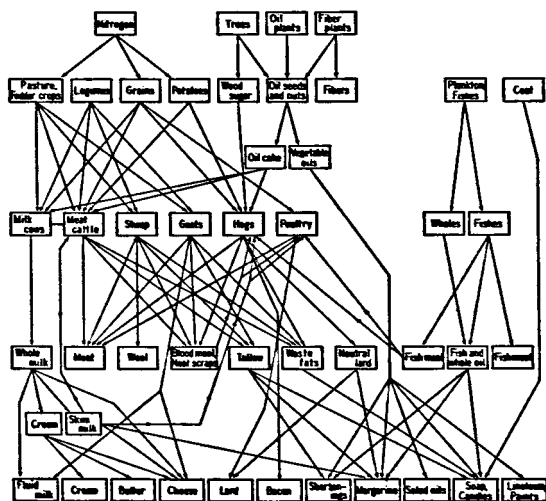 Nitrogen
Trees
Oil
plants
Fiber
plants
Pasture,
Fodder crops
Legumes
Grains
Potatoes
Wood
sugar
Oil seeds
and nuts
Fibers
Plankton
Fishes
Coal
Oil cake
Vegetable
oils
Milk
cows
Meat
cattle
Sheep
Goats
Hogs
Poultry
Whales
Fishes
Whole
milk
Meat
Wool
Blood meal,
Meat scraps
Tallow
Waste
fats
Neutral
lard
Fishmeal
Fish and
whale oil
Fishmeat
Cream
Skim
milk
Fluid
milk
Cream
Butter
Cheese
Lard
Bacon
Shorten-
ings
Margarine
Salad oils
Soap,
Candles
Linoleum,
Paints